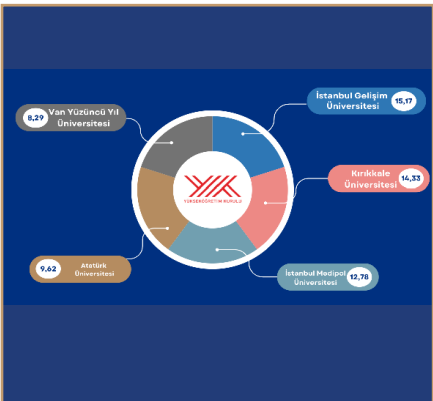 İstanbul Gelişim
Üniversitesi
15,17
Van Yüzüncü Yıl
Üniversitesi
8,29
Kırıkkale
Üniversitesi
14,33
YÜKSEKÖĞRETİM KURULU
Atatürk
Üniversitesi
9,62
İstanbul Medipol
Üniversitesi
12,78